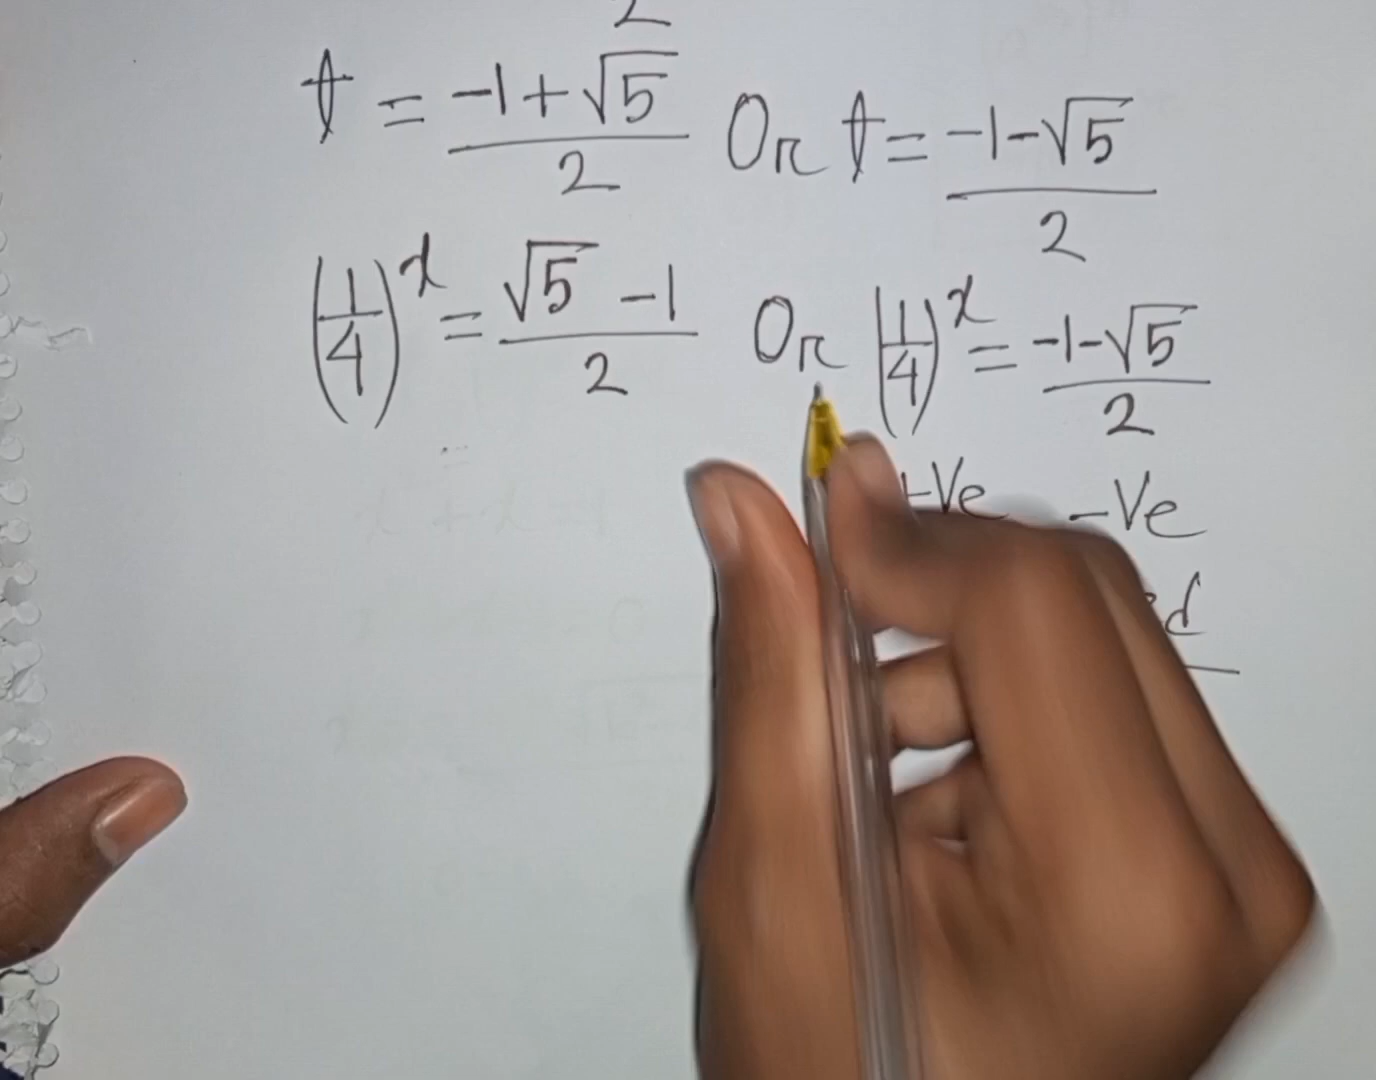 2
t = (-1+√5)/2 Or t = (-1-√5)/2
(1/4)^x = (√5 -1)/2 Or (1/4)^x = (-1-√5)/2
+Ve -Ve